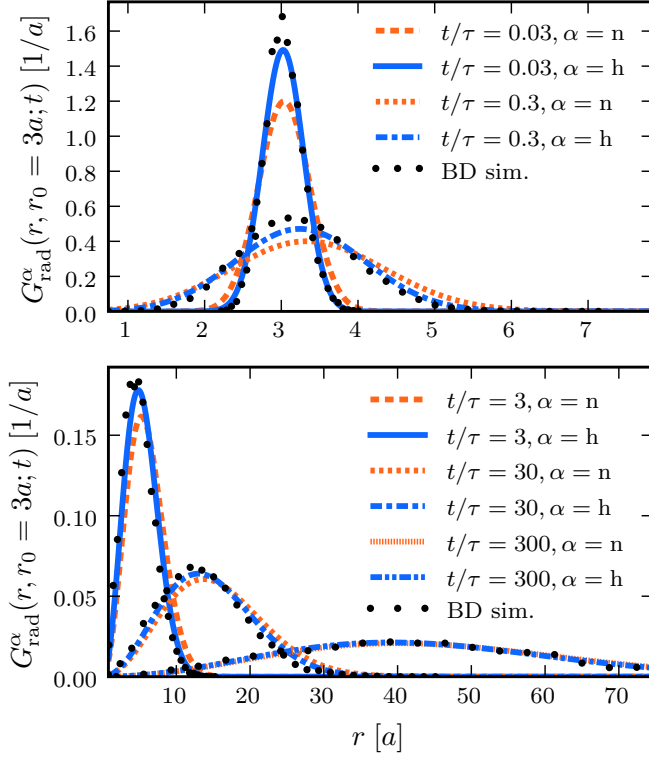 G^α_rad(r, r₀ = 3a; t) [1/a]
1.6
1.4
1.2
1.0
0.8
0.6
0.4
0.2
0.0
t/τ = 0.03, α = n
t/τ = 0.03, α = h
t/τ = 0.3, α = n
t/τ = 0.3, α = h
BD sim.
1 2 3 4 5 6 7
G^α_rad(r, r₀ = 3a; t) [1/a]
0.15
0.10
0.05
0.00
t/τ = 3, α = n
t/τ = 3, α = h
t/τ = 30, α = n
t/τ = 30, α = h
t/τ = 300, α = n
t/τ = 300, α = h
BD sim.
10 20 30 40 50 60 70
r [a]